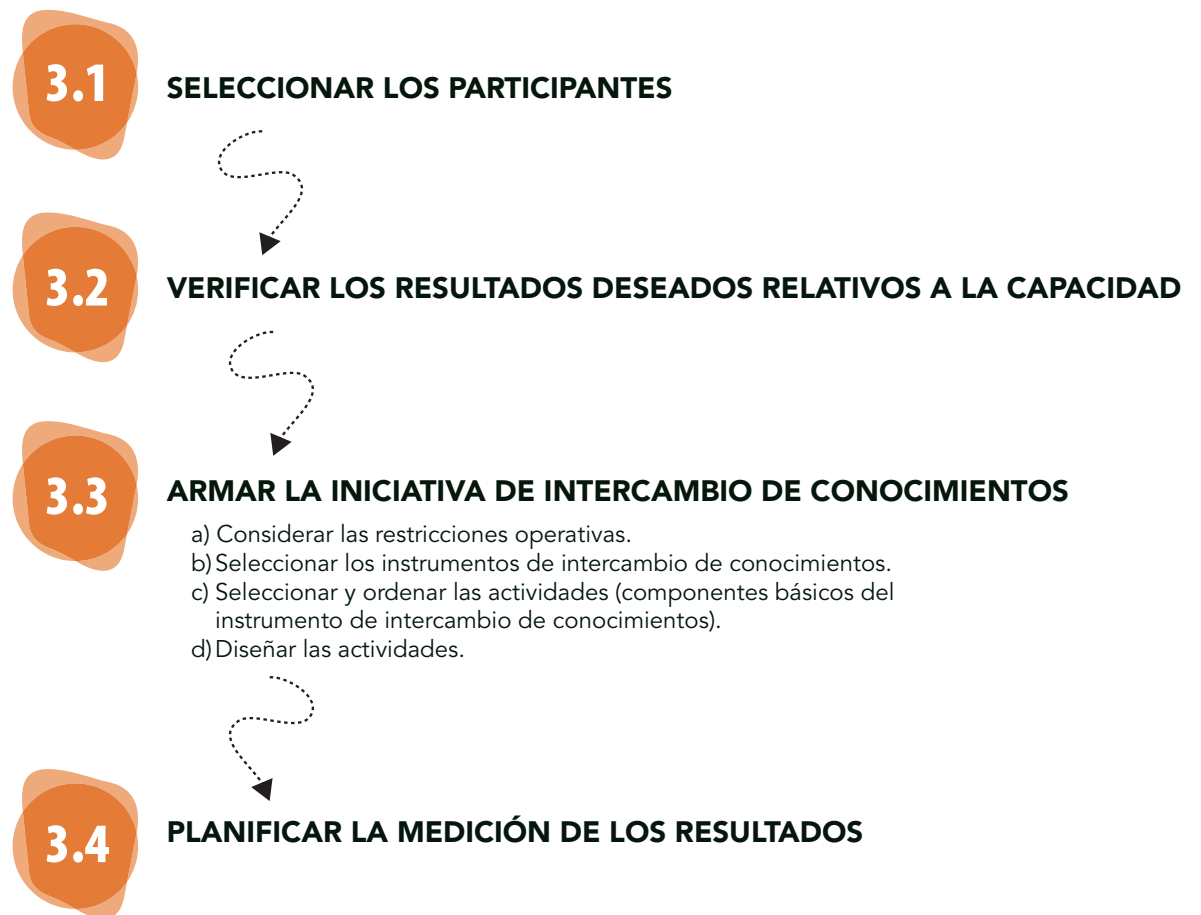 3.1
SELECCIONAR LOS PARTICIPANTES
3.2
VERIFICAR LOS RESULTADOS DESEADOS RELATIVOS A LA CAPACIDAD
3.3
ARMAR LA INICIATIVA DE INTERCAMBIO DE CONOCIMIENTOS
a) Considerar las restricciones operativas.
b) Seleccionar los instrumentos de intercambio de conocimientos.
c) Seleccionar y ordenar las actividades (componentes básicos del
instrumento de intercambio de conocimientos).
d) Diseñar las actividades.
3.4
PLANIFICAR LA MEDICIÓN DE LOS RESULTADOS